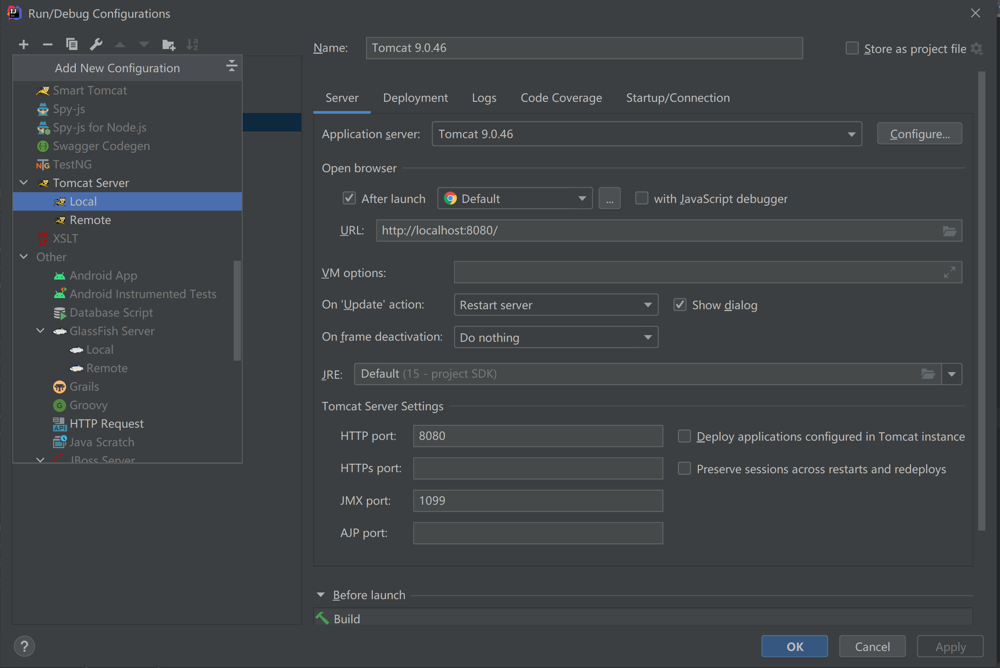 Run/Debug Configurations
Add New Configuration
Smart Tomcat
Spy-js
Spy-js for Node.js
Swagger Codegen
TestNG
Tomcat Server
Local
Remote
XSLT
Other
Android App
Android Instrumented Tests
Database Script
GlassFish Server
Local
Remote
Grails
Groovy
HTTP Request
Java Scratch
JBoss Server
Name: Tomcat 9.0.46 Store as project file
Server Deployment Logs Code Coverage Startup/Connection
Application server: Tomcat 9.0.46 Configure...
Open browser
After launch Default ... with JavaScript debugger
URL: http://localhost:8080/
VM options:
On 'Update' action: Restart server Show dialog
On frame deactivation: Do nothing
JRE: Default (15 - project SDK)
Tomcat Server Settings
HTTP port: 8080 Deploy applications configured in Tomcat instance
HTTPs port: Preserve sessions across restarts and redeploys
JMX port: 1099
AJP port:
Before launch
Build
? OK Cancel Apply